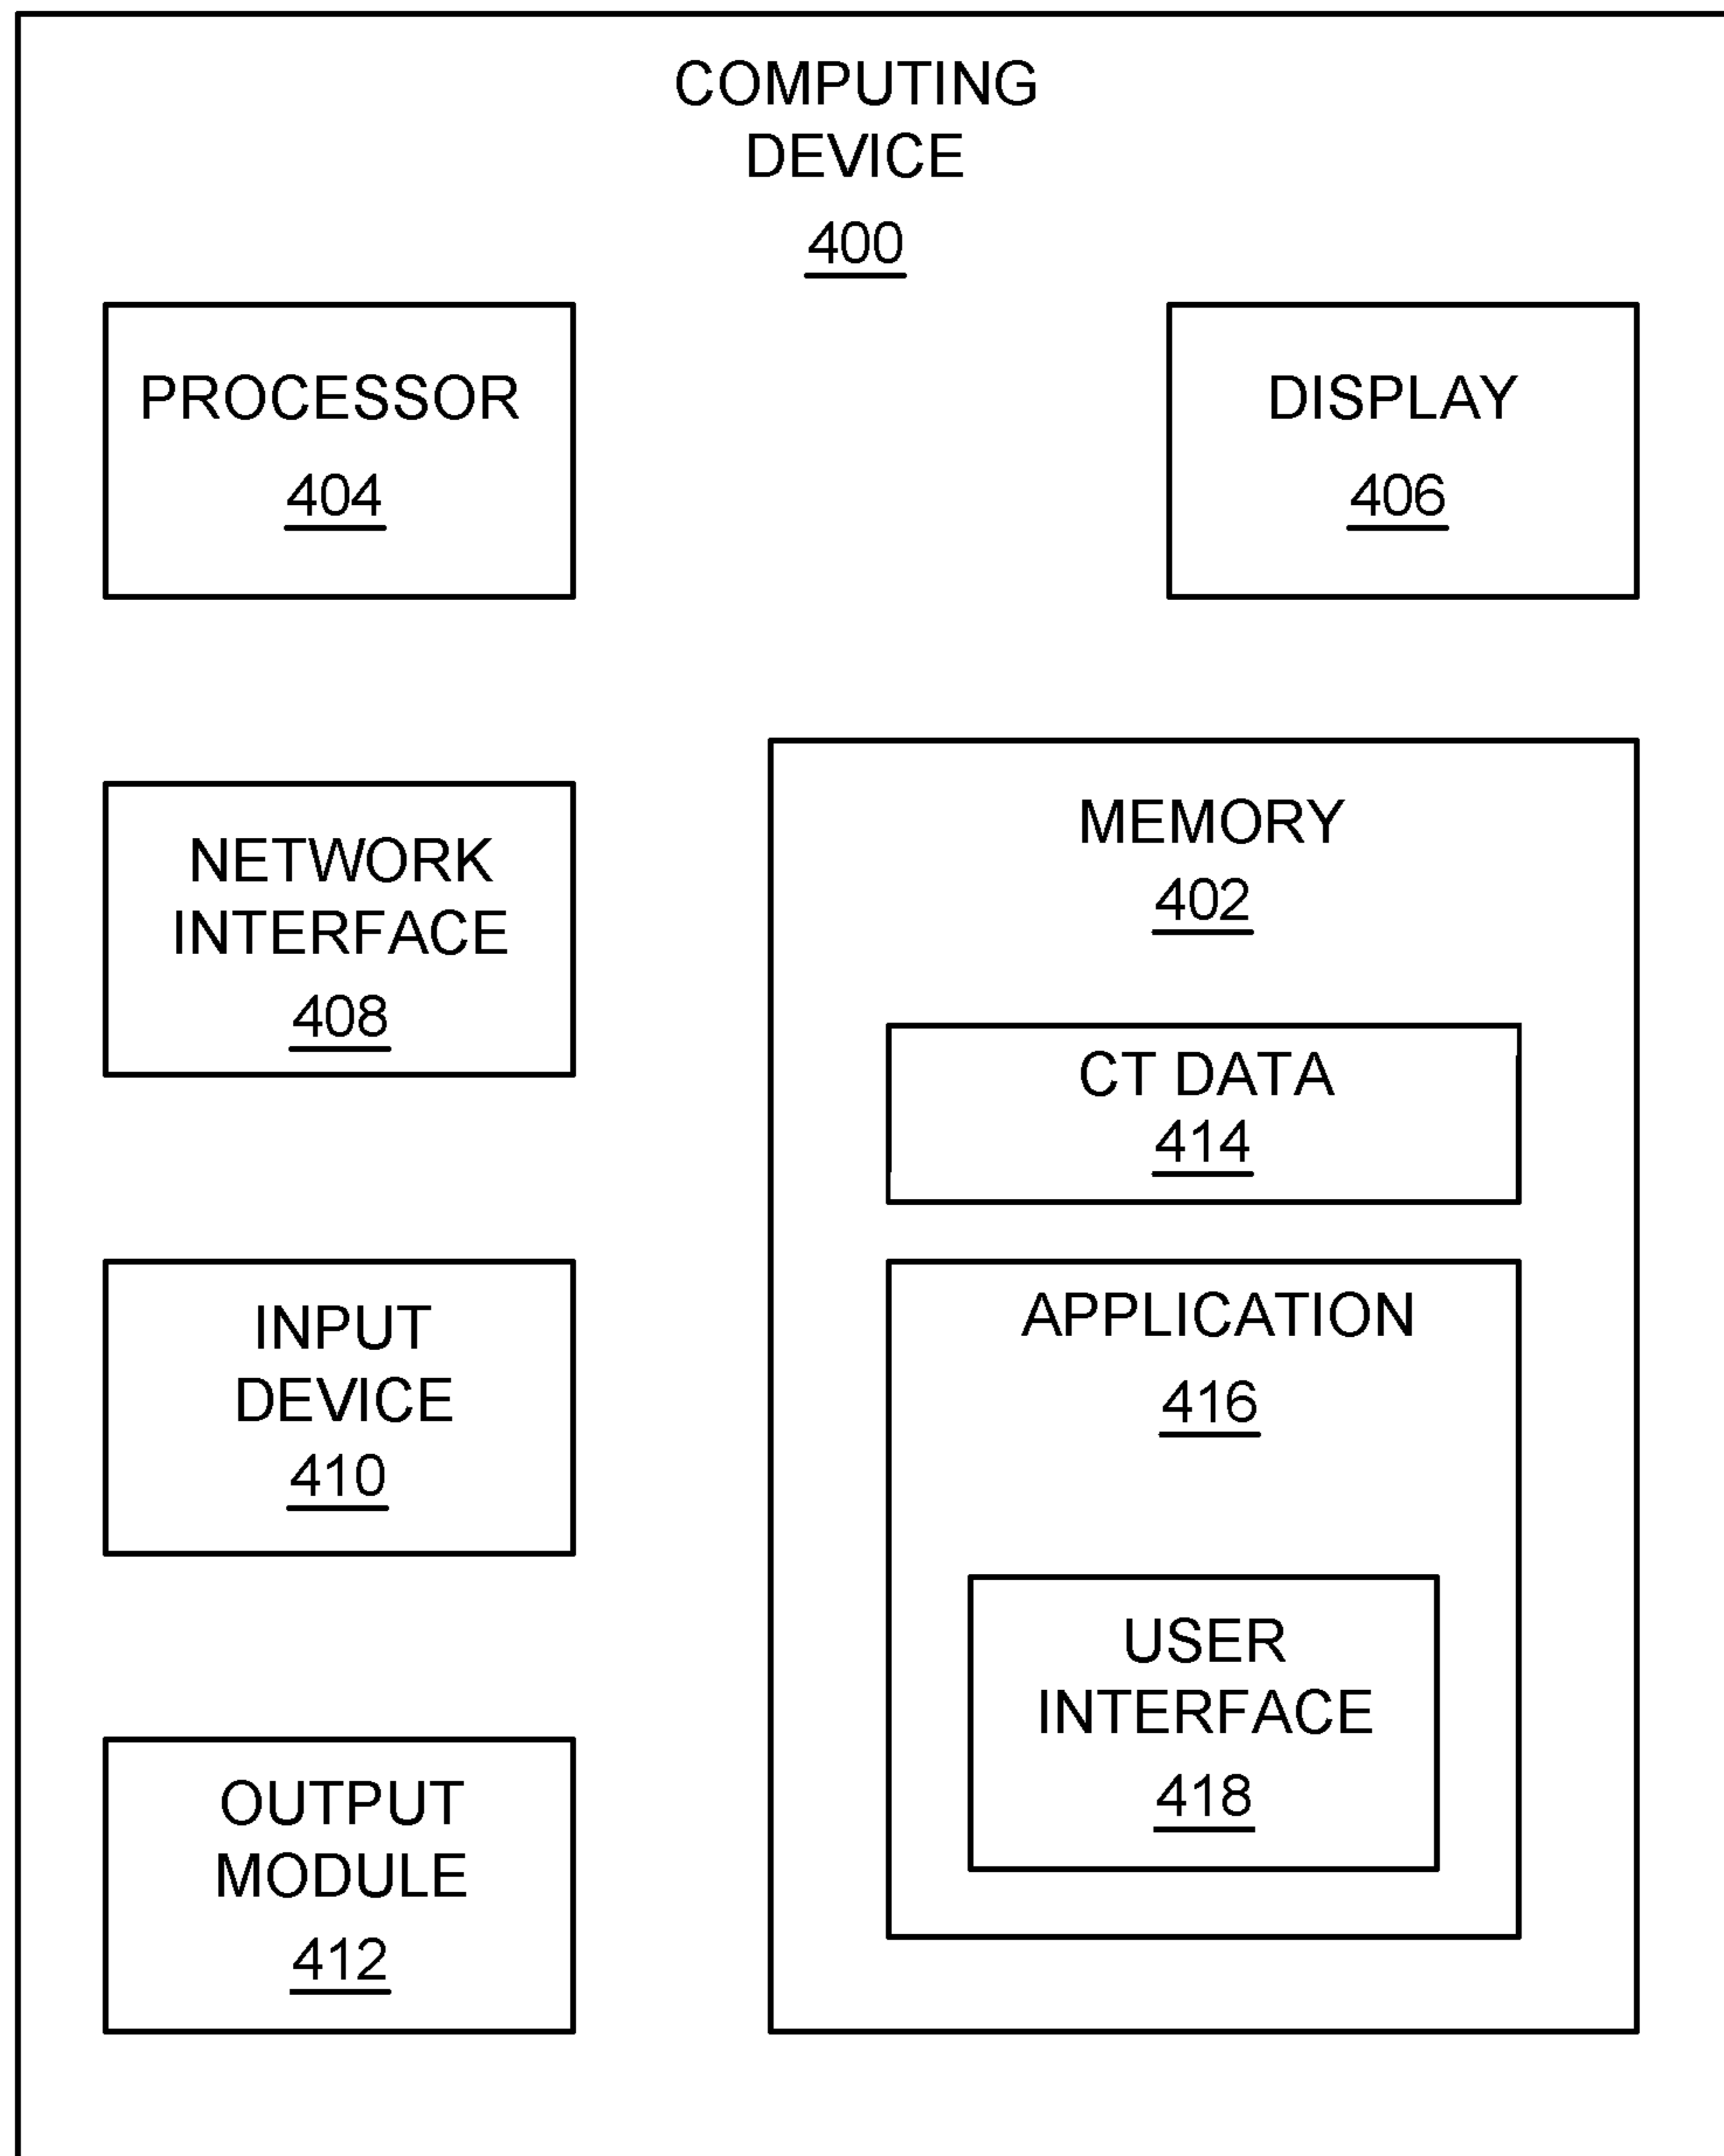 COMPUTING
DEVICE
400
PROCESSOR
404
DISPLAY
406
NETWORK
INTERFACE
408
INPUT
DEVICE
410
OUTPUT
MODULE
412
MEMORY
402
CT DATA
414
APPLICATION
416
USER
INTERFACE
418